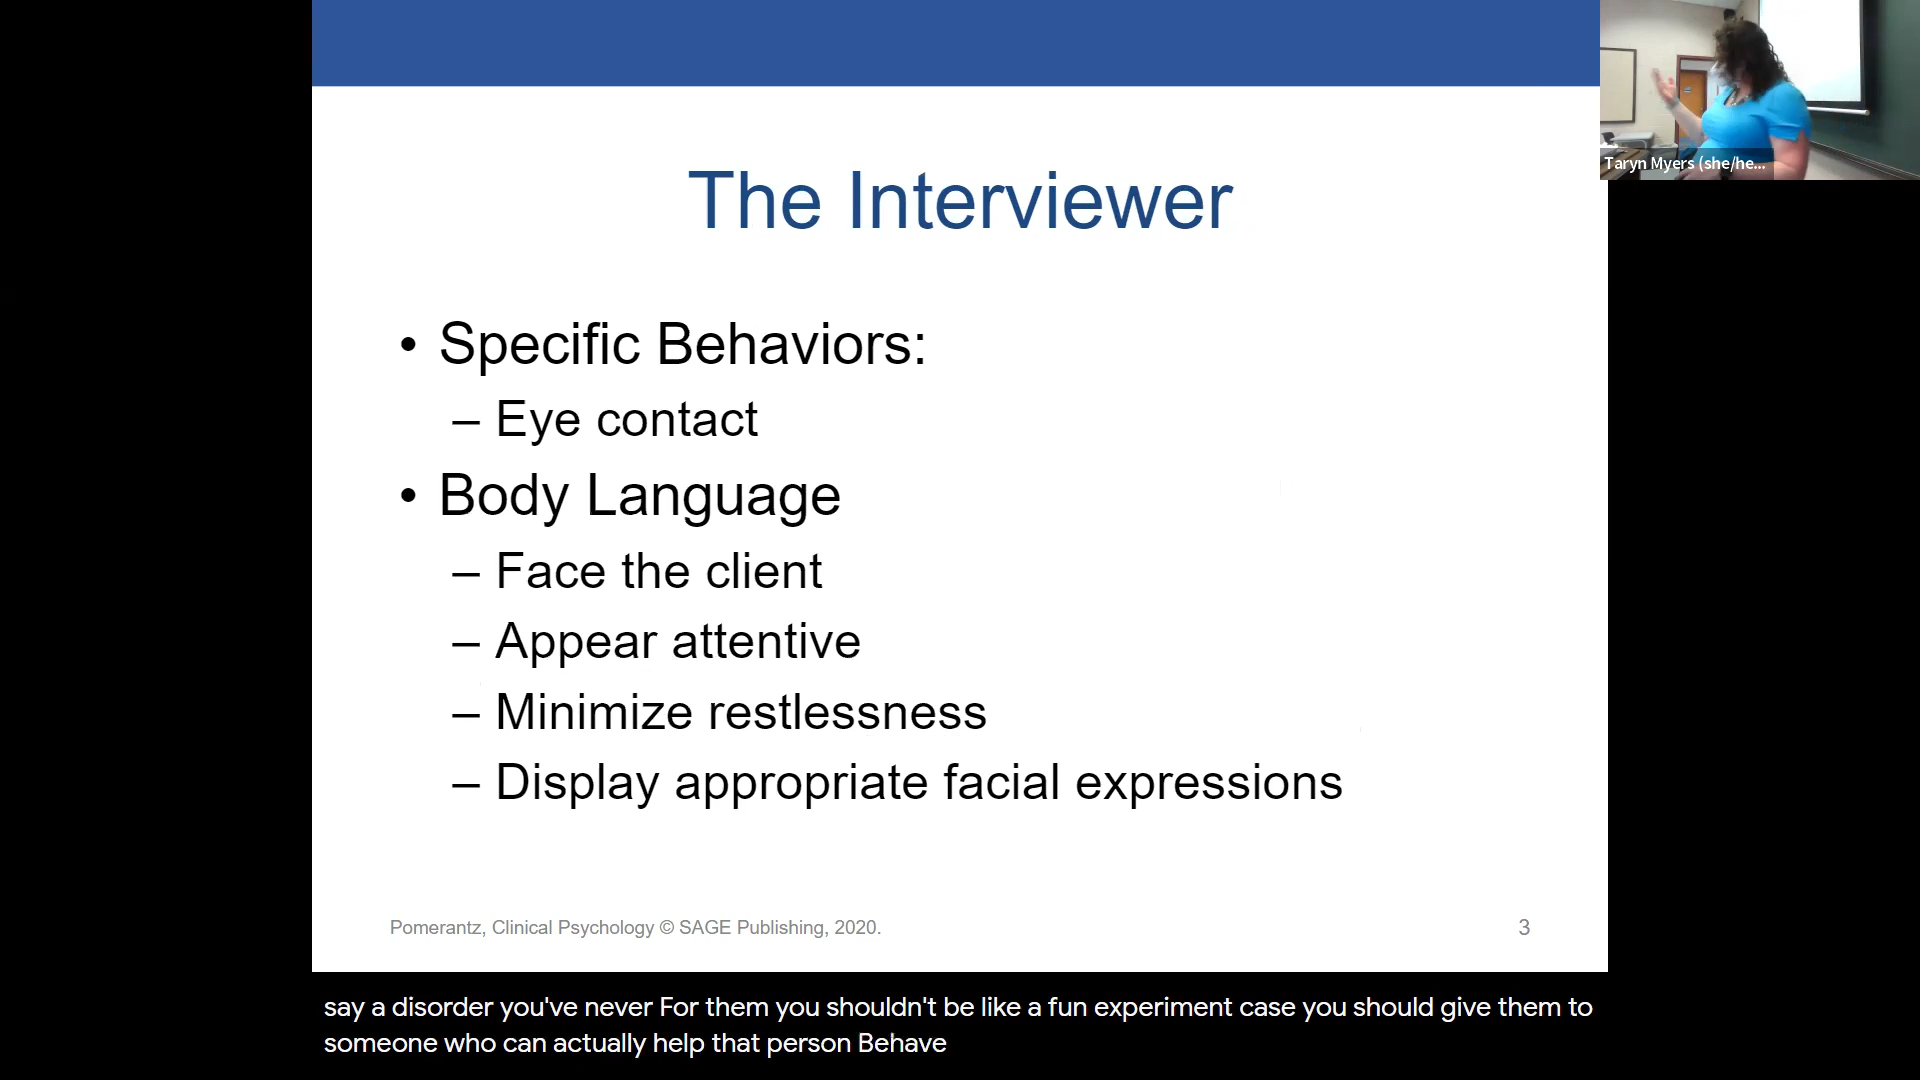 Taryn Myers (she/he...
The Interviewer
• Specific Behaviors:
– Eye contact
• Body Language
– Face the client
– Appear attentive
– Minimize restlessness
– Display appropriate facial expressions
Pomerantz, Clinical Psychology © SAGE Publishing, 2020.
3
say a disorder you've never For them you shouldn't be like a fun experiment case you should give them to
someone who can actually help that person Behave